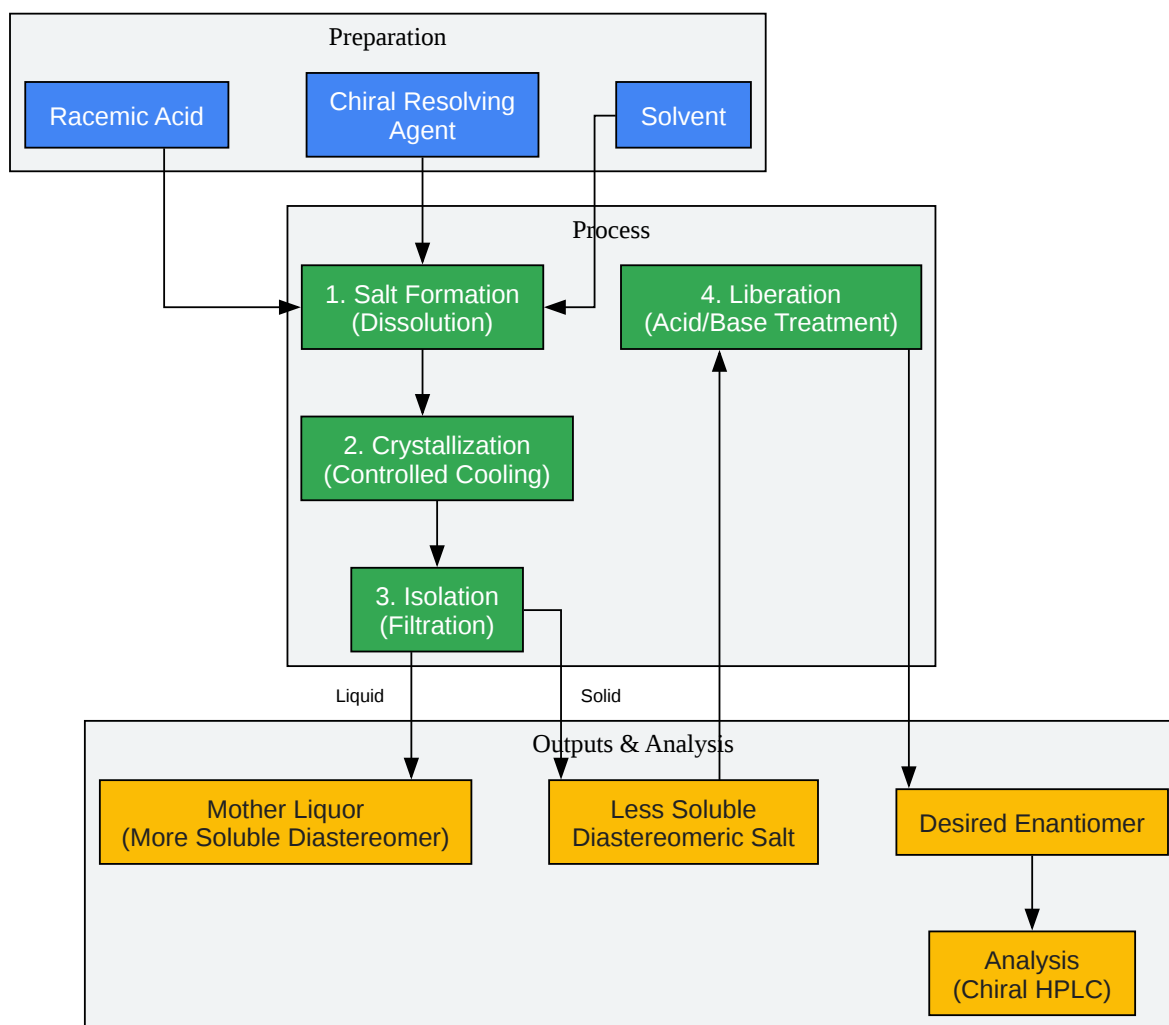 Preparation
Racemic Acid
Chiral Resolving
Agent
Solvent
Process
1. Salt Formation
(Dissolution)
4. Liberation
(Acid/Base Treatment)
2. Crystallization
(Controlled Cooling)
3. Isolation
(Filtration)
Liquid
Solid
Outputs & Analysis
Mother Liquor
(More Soluble Diastereomer)
Less Soluble
Diastereomeric Salt
Desired Enantiomer
Analysis
(Chiral HPLC)